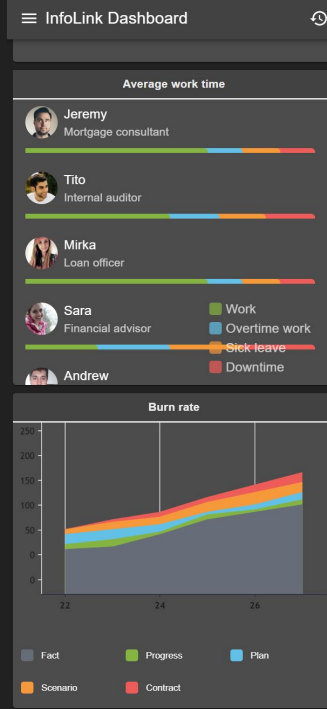 InfoLink Dashboard
Average work time
Jeremy
Mortgage consultant
Tito
Internal auditor
Mirka
Loan officer
Sara
Financial advisor
Andrew
Work
Overtime work
Sick leave
Downtime
Burn rate
250
200
150
100
50
0
0
22
24
26
Fact
Progress
Plan
Scenario
Contract